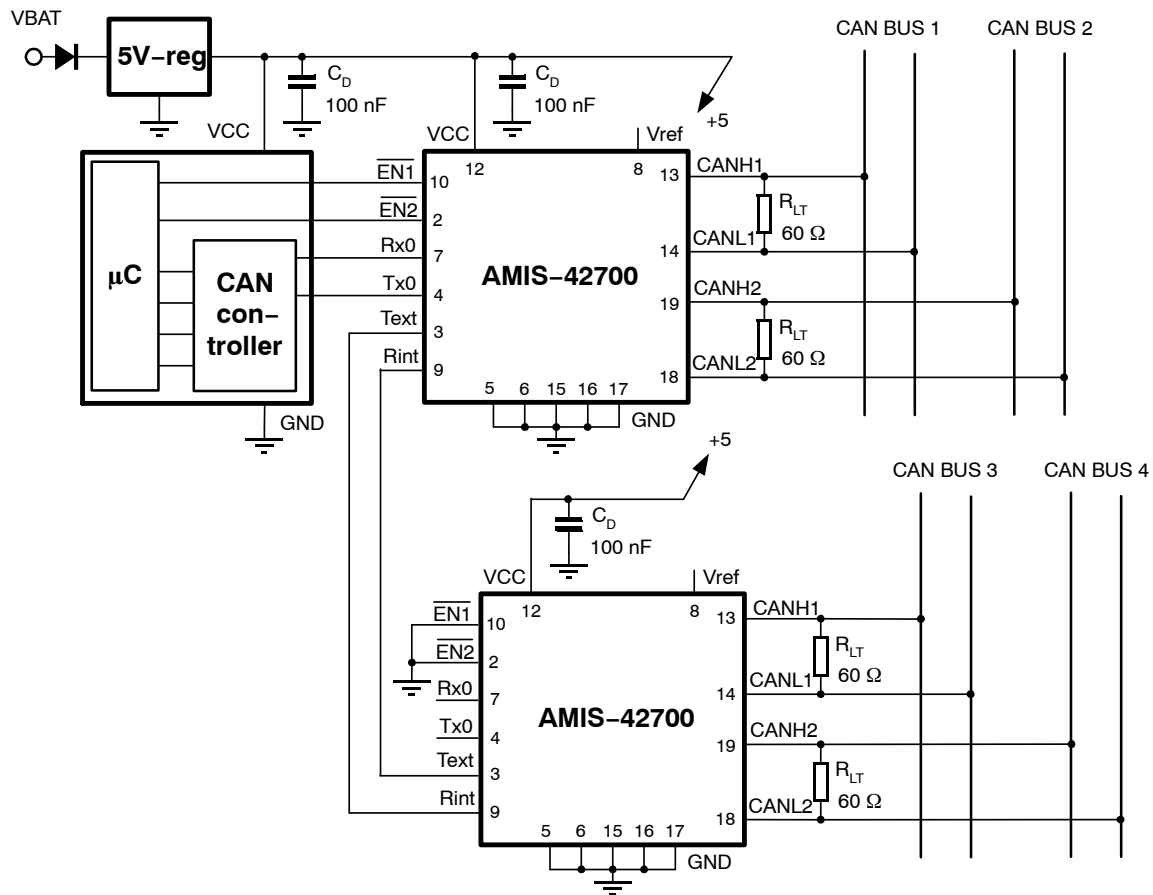 VBAT
5V−reg
C_D
100 nF
C_D
100 nF
+5
CAN BUS 1
CAN BUS 2
VCC
VCC
12
Vref
8
μC
CAN
con−
troller
GND
EN1
10
EN2
2
Rx0
7
Tx0
4
Text
3
Rint
9
AMIS−42700
CANH1
13
R_LT
60 Ω
CANL1
14
CANH2
19
R_LT
60 Ω
CANL2
18
5
6
15
16
17
GND
+5
C_D
100 nF
CAN BUS 3
CAN BUS 4
VCC
12
Vref
8
EN1
10
EN2
2
Rx0
7
Tx0
4
Text
3
Rint
9
AMIS−42700
CANH1
13
R_LT
60 Ω
CANL1
14
CANH2
19
R_LT
60 Ω
CANL2
18
5
6
15
16
17
GND